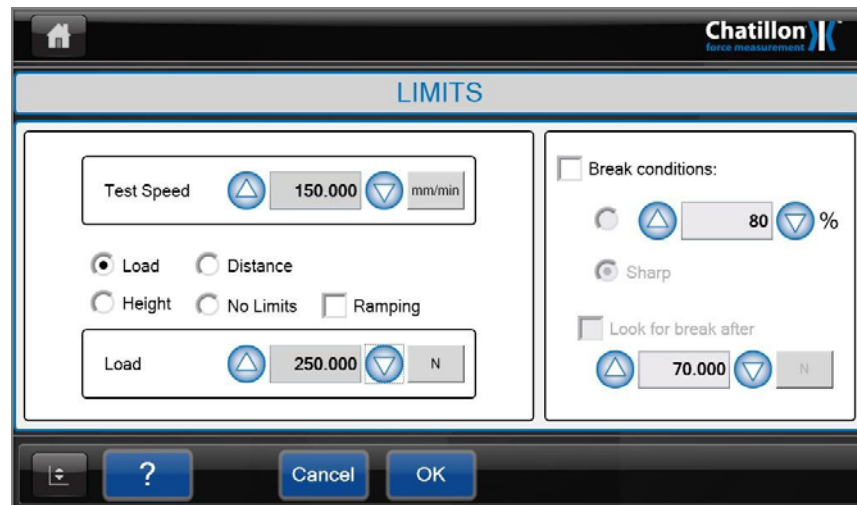 Chatillon
force measurement
LIMITS
Test Speed 150.000 mm/min
Load Distance
Height No Limits Ramping
Load 250.000 N
Break conditions:
80 %
Sharp
Look for break after
70.000 N
? Cancel OK